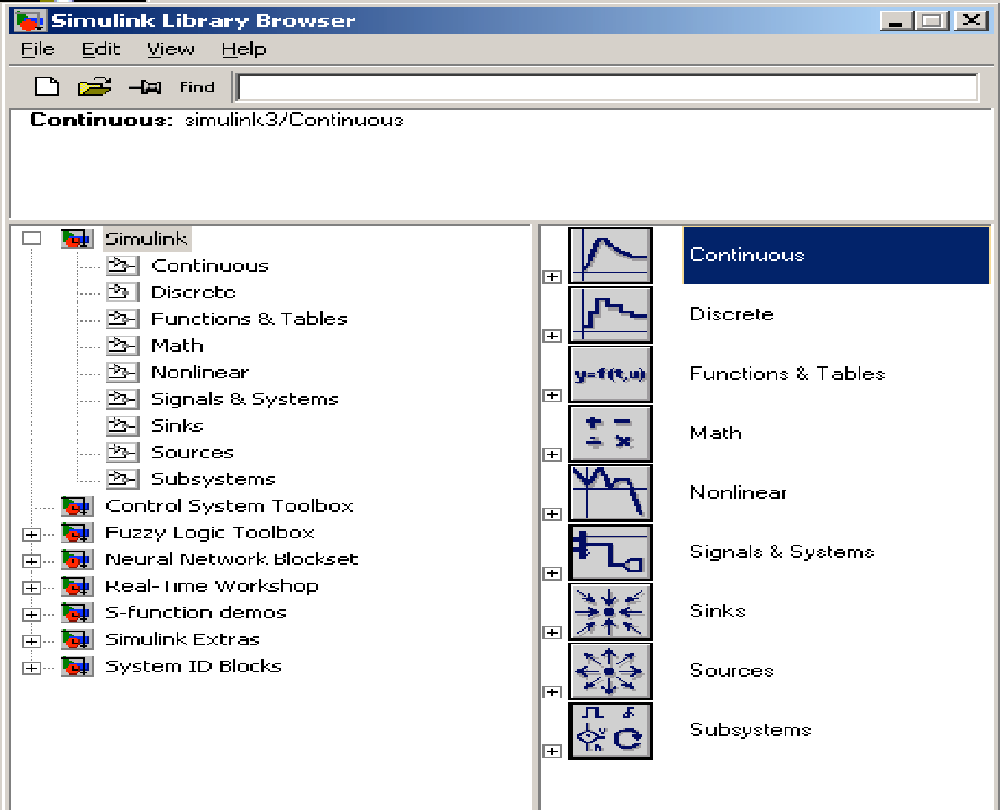 Simulink Library Browser
File Edit View Help
Find
Continuous: simulink3/Continuous
Simulink
Continuous
Discrete
Functions & Tables
Math
Nonlinear
Signals & Systems
Sinks
Sources
Subsystems
Control System Toolbox
Fuzzy Logic Toolbox
Neural Network Blockset
Real-Time Workshop
S-function demos
Simulink Extras
System ID Blocks
Continuous
Discrete
y=f(t,u) Functions & Tables
Math
Nonlinear
Signals & Systems
Sinks
Sources
Subsystems